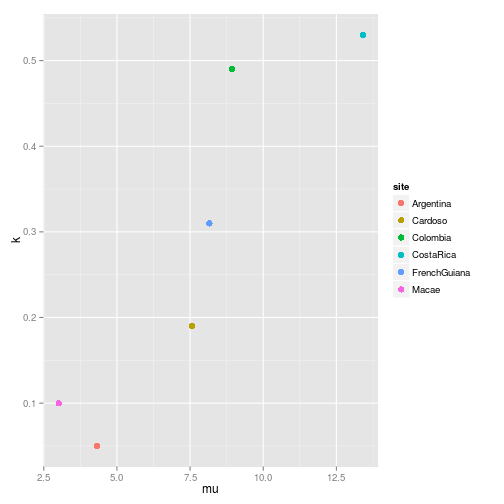 0.5
0.4
0.3
0.2
0.1
k
2.5 5.0 7.5 10.0 12.5
mu
site
Argentina
Cardoso
Colombia
CostaRica
FrenchGuiana
Macae